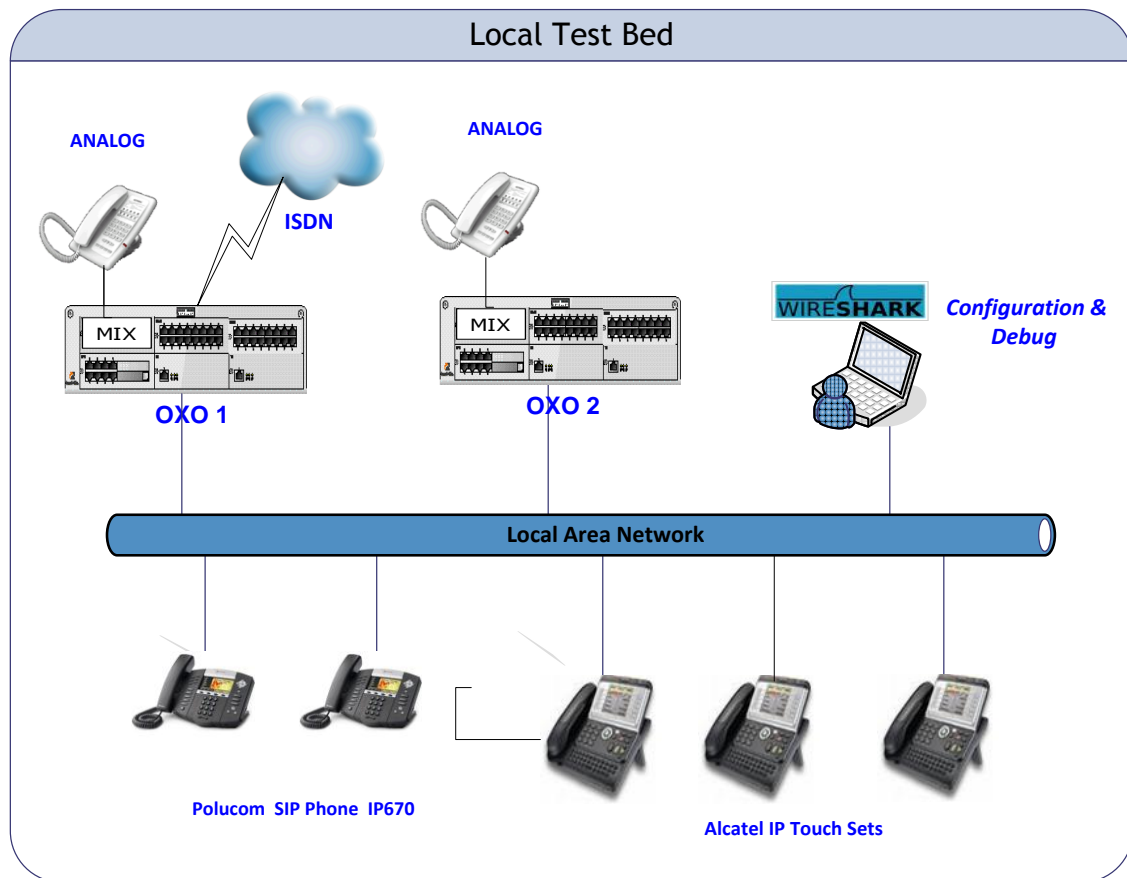 Local Test Bed
ANALOG
ANALOG
ISDN
MIX
MIX
WIRESHARK
Configuration &
Debug
OXO 1
OXO 2
Local Area Network
Polucom SIP Phone IP670
Alcatel IP Touch Sets